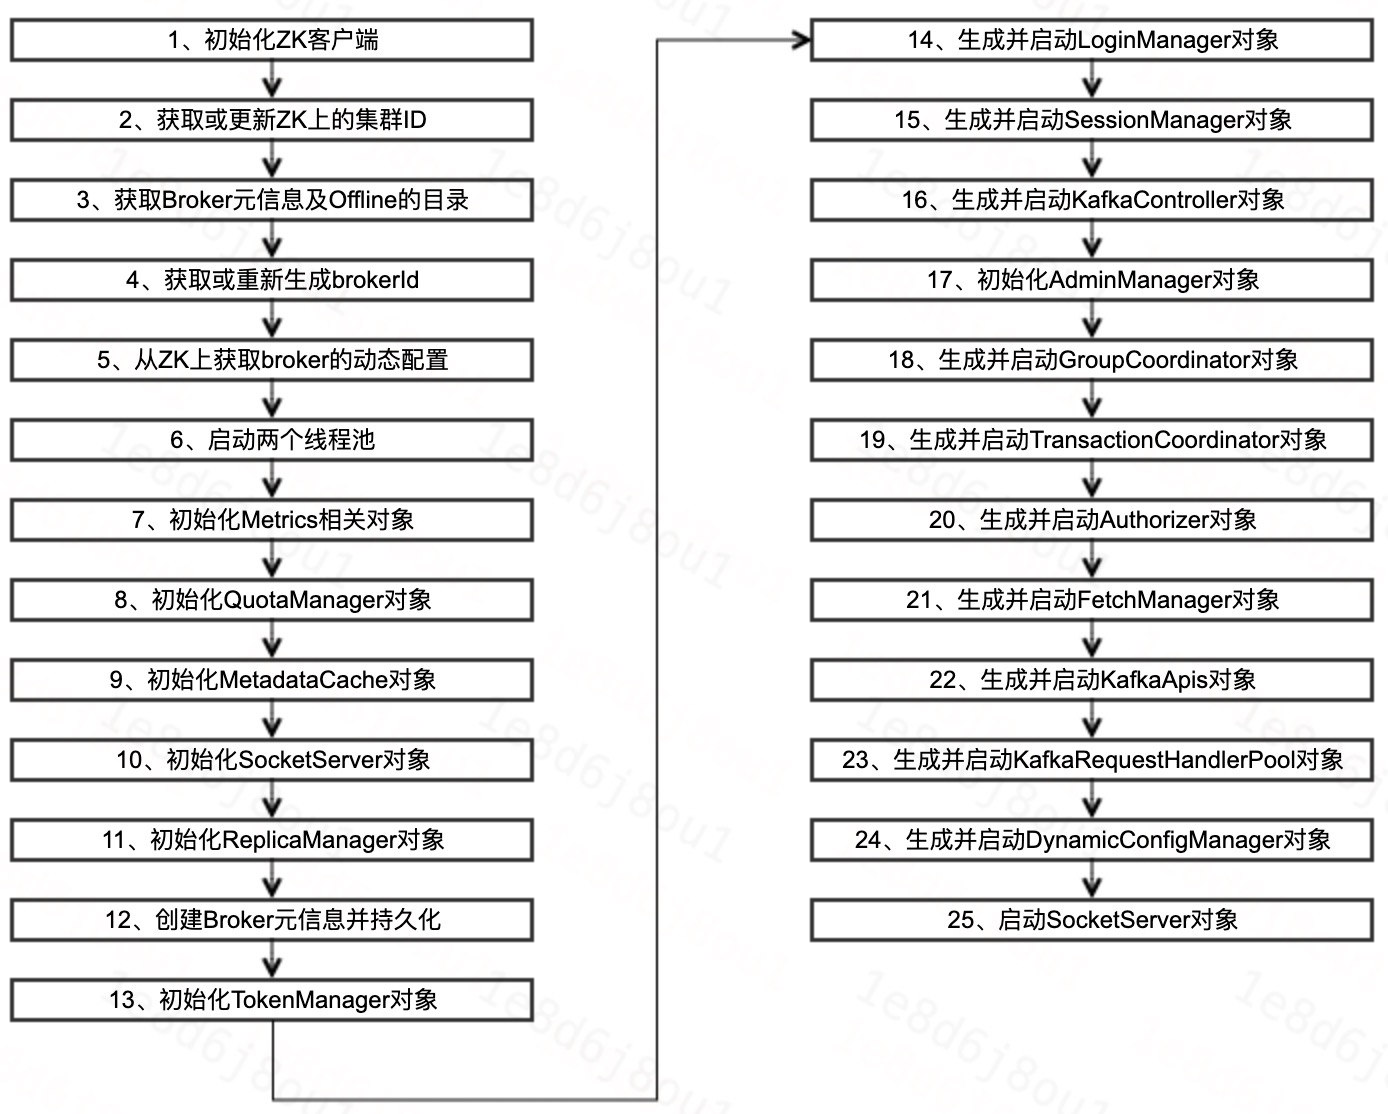 1、初始化ZK客户端
2、获取或更新ZK上的集群ID
3、获取Broker元信息及Offline的目录
4、获取或重新生成brokerId
5、从ZK上获取broker的动态配置
6、启动两个线程池
7、初始化Metrics相关对象
8、初始化QuotaManager对象
9、初始化MetadataCache对象
10、初始化SocketServer对象
11、初始化ReplicaManager对象
12、创建Broker元信息并持久化
13、初始化TokenManager对象
14、生成并启动LoginManager对象
15、生成并启动SessionManager对象
16、生成并启动KafkaController对象
17、初始化AdminManager对象
18、生成并启动GroupCoordinator对象
19、生成并启动TransactionCoordinator对象
20、生成并启动Authorizer对象
21、生成并启动FetchManager对象
22、生成并启动KafkaApis对象
23、生成并启动KafkaRequestHandlerPool对象
24、生成并启动DynamicConfigManager对象
25、启动SocketServer对象
1e8d6j8ou1